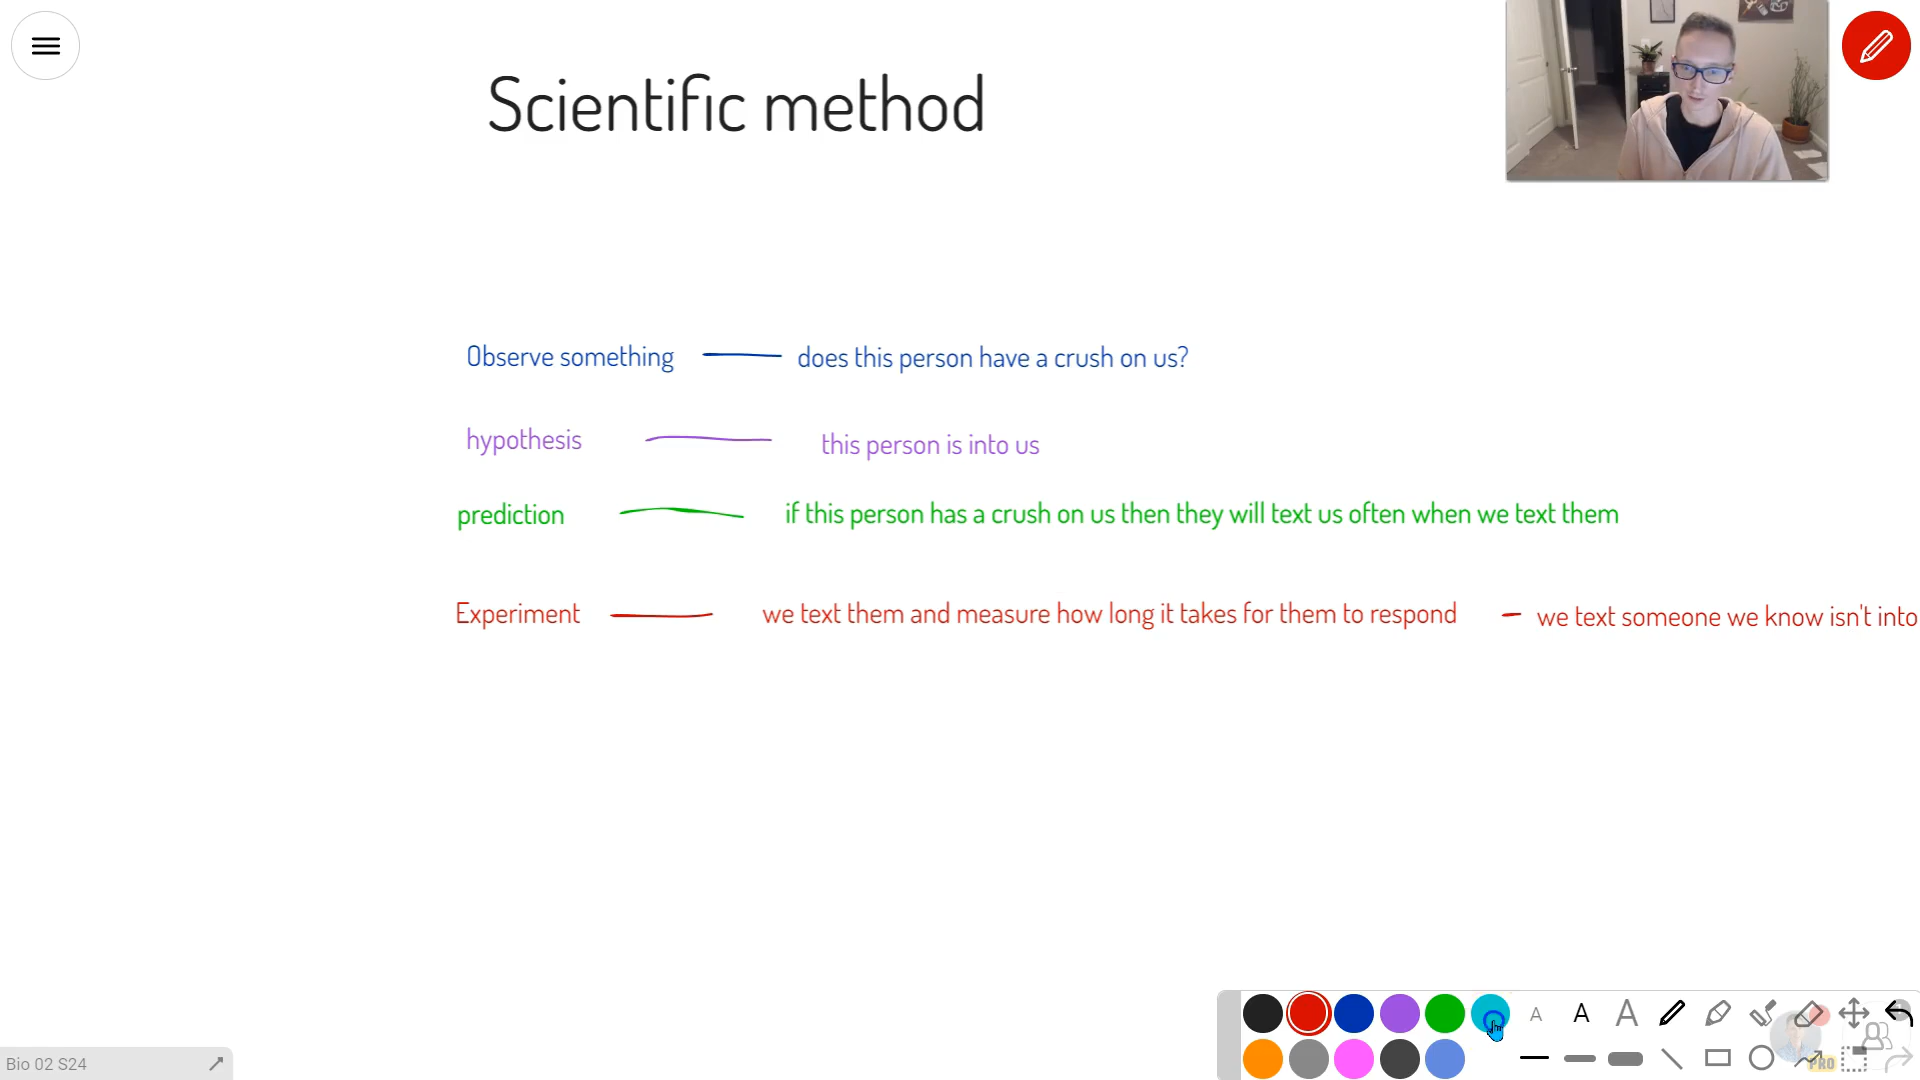 Scientific method
Observe something does this person have a crush on us?
hypothesis this person is into us
prediction if this person has a crush on us then they will text us often when we text them
Experiment we text them and measure how long it takes for them to respond - we text someone we know isn't into
A A A
PRO
Bio 02 S24